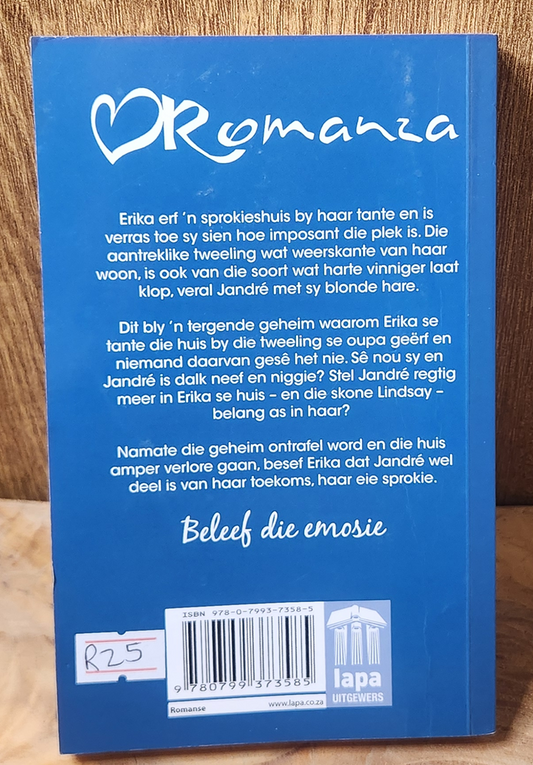 Romanza
Erika erf 'n sprokieshuis by haar tante en is
verras toe sy sien hoe imposant die plek is. Die
aantreklike tweeling wat weerskante van haar
woon, is ook van die soort wat harte vinniger laat
klop, veral Jandré met sy blonde hare.
Dit bly 'n tergende geheim waarom Erika se
tante die huis by die tweeling se oupa geërf en
niemand daarvan gesê het nie. Sê nou sy en
Jandré is dalk neef en niggie? Stel Jandré regtig
meer in Erika se huis – en die skone Lindsay –
belang as in haar?
Namate die geheim ontrafel word en die huis
amper verlore gaan, besef Erika dat Jandré wel
deel is van haar toekoms, haar eie sprokie.
Beleef die emosie
ISBN 978-0-7993-7358-5
R25
9 780799 373585
Romanse www.lapa.co.za
lapa
UITGEWERS